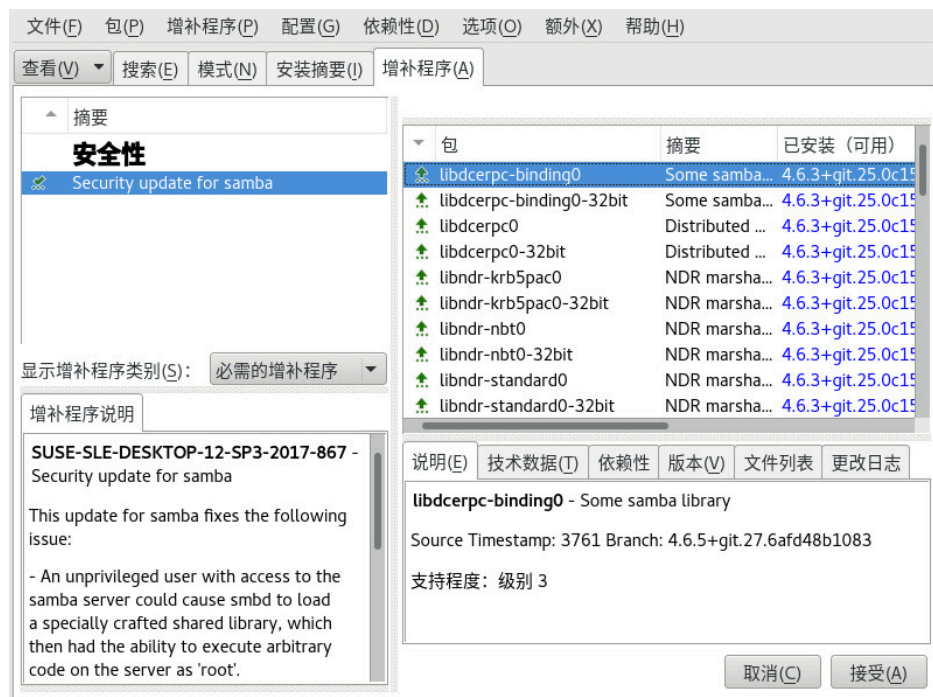 文件(F) 包(P) 增补程序(P) 配置(G) 依赖性(D) 选项(O) 额外(X) 帮助(H)
查看(V) 搜索(E) 模式(N) 安装摘要(I) 增补程序(A)
摘要
安全性
Security update for samba
显示增补程序类别(S)： 必需的增补程序
增补程序说明
SUSE-SLE-DESKTOP-12-SP3-2017-867 -
Security update for samba
This update for samba fixes the following
issue:
- An unprivileged user with access to the
samba server could cause smbd to load
a specially crafted shared library, which
then had the ability to execute arbitrary
code on the server as 'root'.
包 摘要 已安装（可用）
libdcerpc-binding0 Some samba... 4.6.3+git.25.0c15
libdcerpc-binding0-32bit Some samba... 4.6.3+git.25.0c15
libdcerpc0 Distributed ... 4.6.3+git.25.0c15
libdcerpc0-32bit Distributed ... 4.6.3+git.25.0c15
libndr-krb5pac0 NDR marsha... 4.6.3+git.25.0c15
libndr-krb5pac0-32bit NDR marsha... 4.6.3+git.25.0c15
libndr-nbt0 NDR marsha... 4.6.3+git.25.0c15
libndr-nbt0-32bit NDR marsha... 4.6.3+git.25.0c15
libndr-standard0 NDR marsha... 4.6.3+git.25.0c15
libndr-standard0-32bit NDR marsha... 4.6.3+git.25.0c15
说明(E) 技术数据(T) 依赖性 版本(V) 文件列表 更改日志
libdcerpc-binding0 - Some samba library
Source Timestamp: 3761 Branch: 4.6.5+git.27.6afd48b1083
支持程度：级别 3
取消(C) 接受(A)